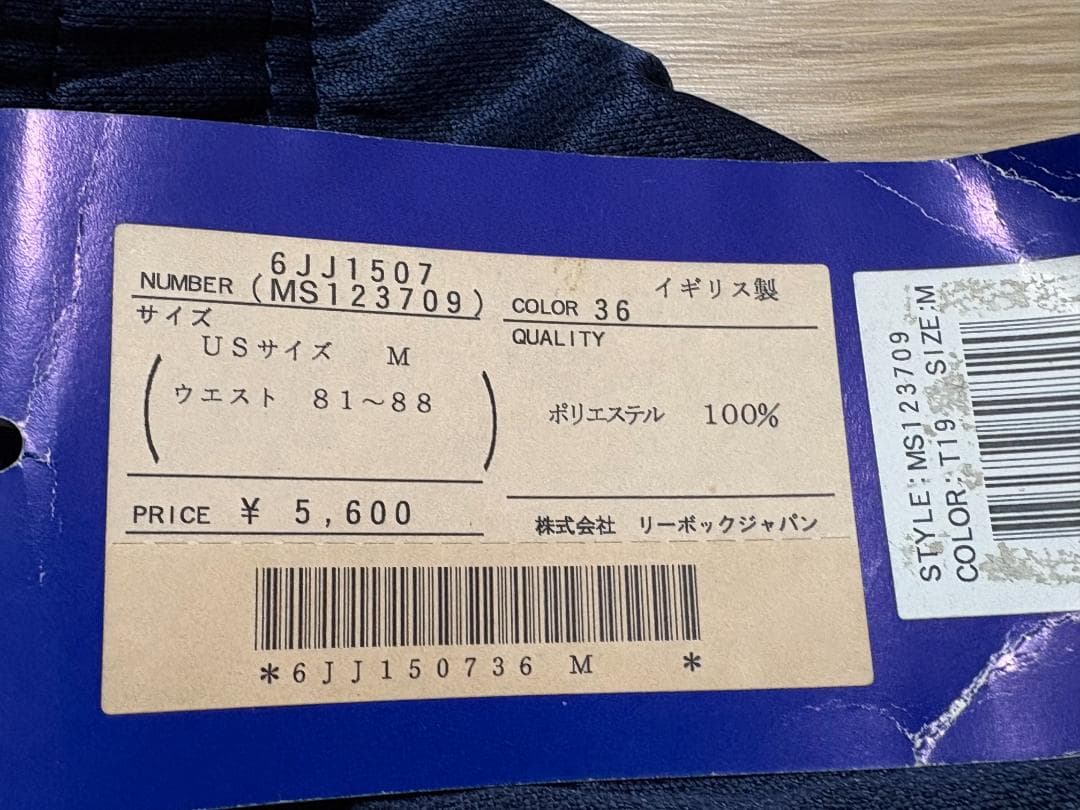 6JJ1507
NUMBER (MS123709)
サイズ
USサイズ M
ウエスト 81~88
PRICE ¥ 5,600
イギリス製
COLOR 36
QUALITY
ポリエステル 100%
株式会社 リーボックジャパン
*6JJ150736 M *
STYLE:MS123709
COLOR:T19 SIZE:M